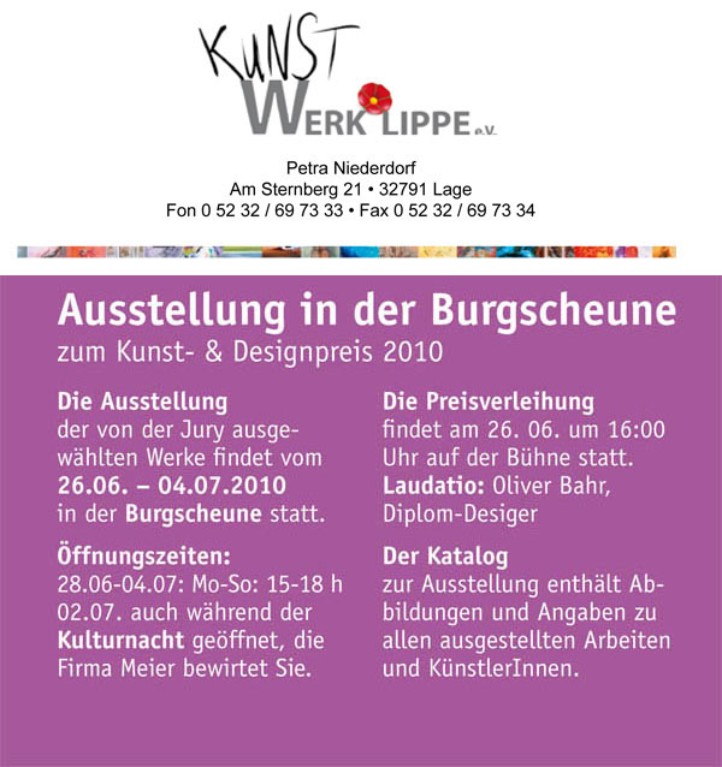 KUNST
WERK LIPPE e.V.
Petra Niederdorf
Am Sternberg 21 • 32791 Lage
Fon 0 52 32 / 69 73 33 • Fax 0 52 32 / 69 73 34
Ausstellung in der Burgscheune
zum Kunst- & Designpreis 2010
Die Ausstellung
der von der Jury ausge-
wählten Werke findet vom
26.06. – 04.07.2010
in der Burgscheune statt.
Öffnungszeiten:
28.06-04.07: Mo-So: 15-18 h
02.07. auch während der
Kulturnacht geöffnet, die
Firma Meier bewirtet Sie.
Die Preisverleihung
findet am 26. 06. um 16:00
Uhr auf der Bühne statt.
Laudatio: Oliver Bahr,
Diplom-Desiger
Der Katalog
zur Ausstellung enthält Ab-
bildungen und Angaben zu
allen ausgestellten Arbeiten
und KünstlerInnen.